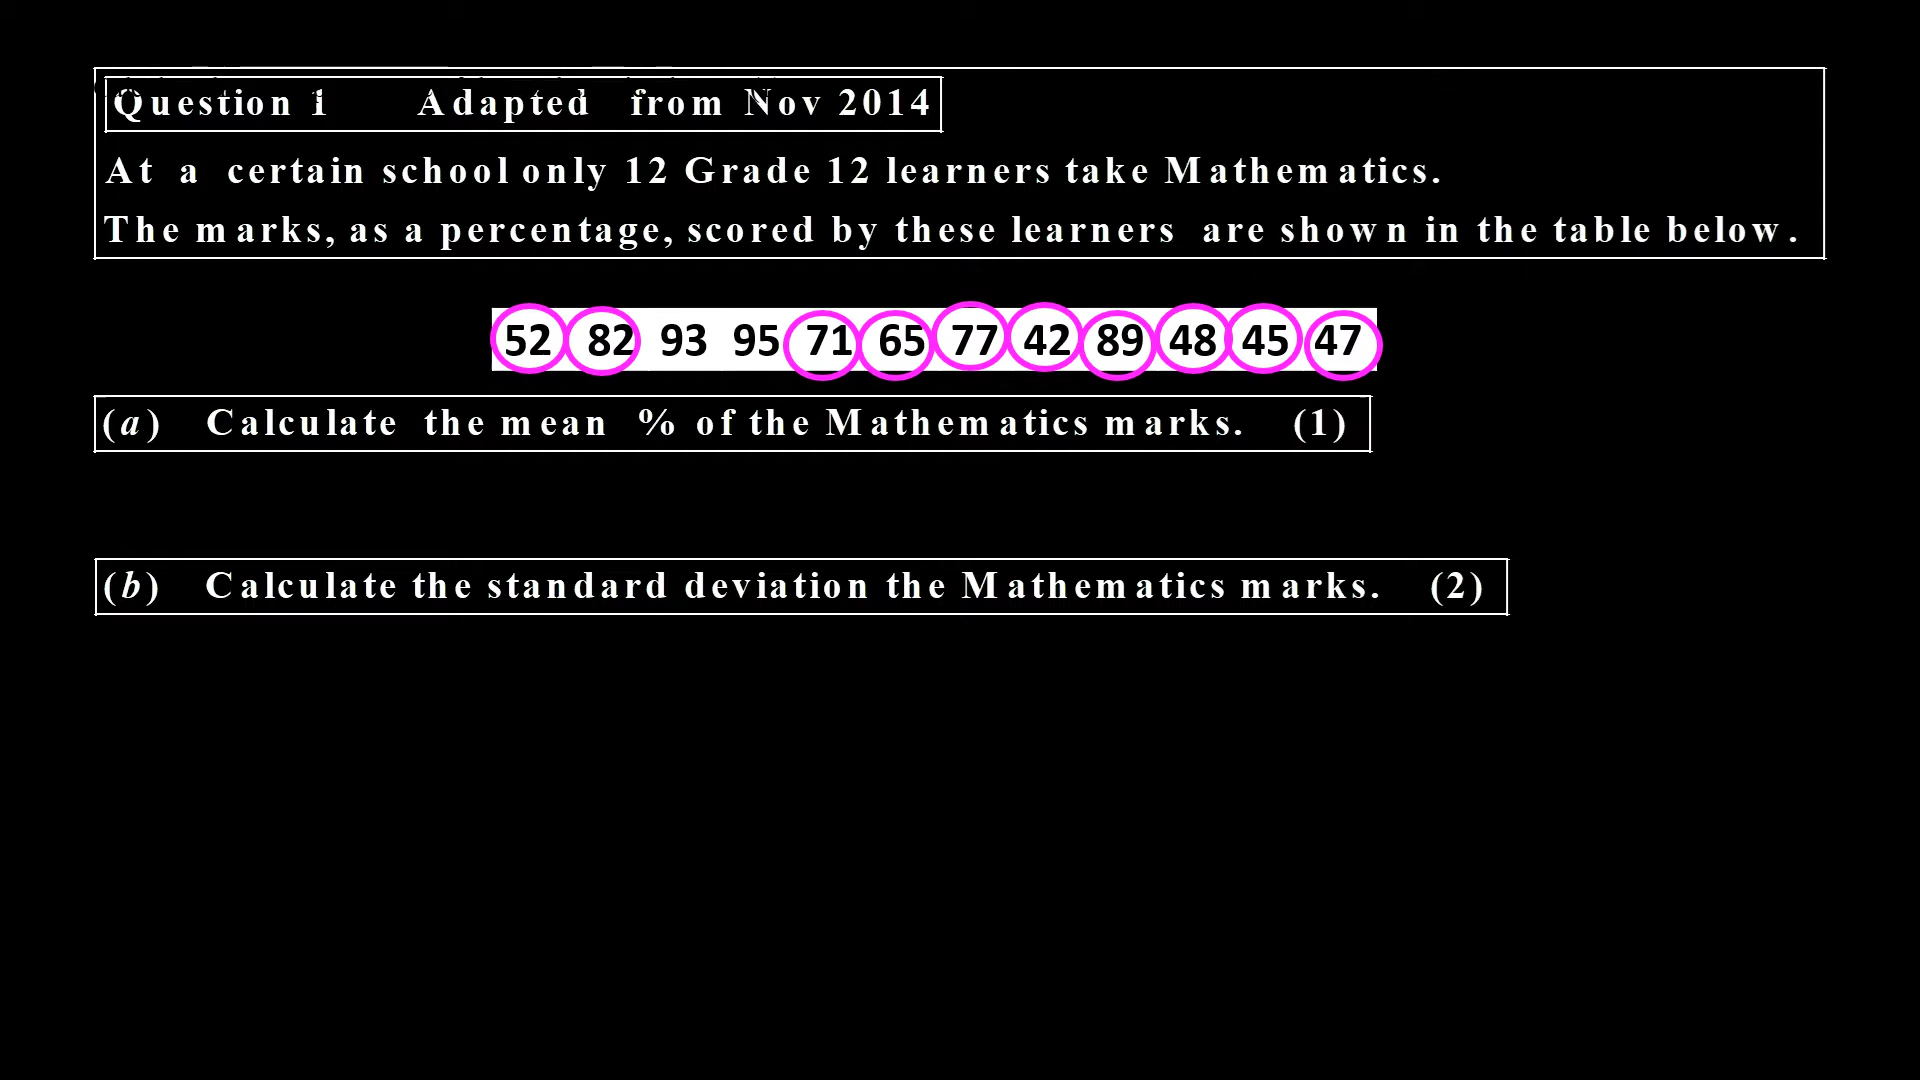 Question 1 Adapted from Nov 2014
At a certain school only 12 Grade 12 learners take Mathematics.
The marks, as a percentage, scored by these learners are shown in the table below.
52 82 93 95 71 65 77 42 89 48 45 47
(a) Calculate the mean % of the Mathematics marks. (1)
(b) Calculate the standard deviation the Mathematics marks. (2)